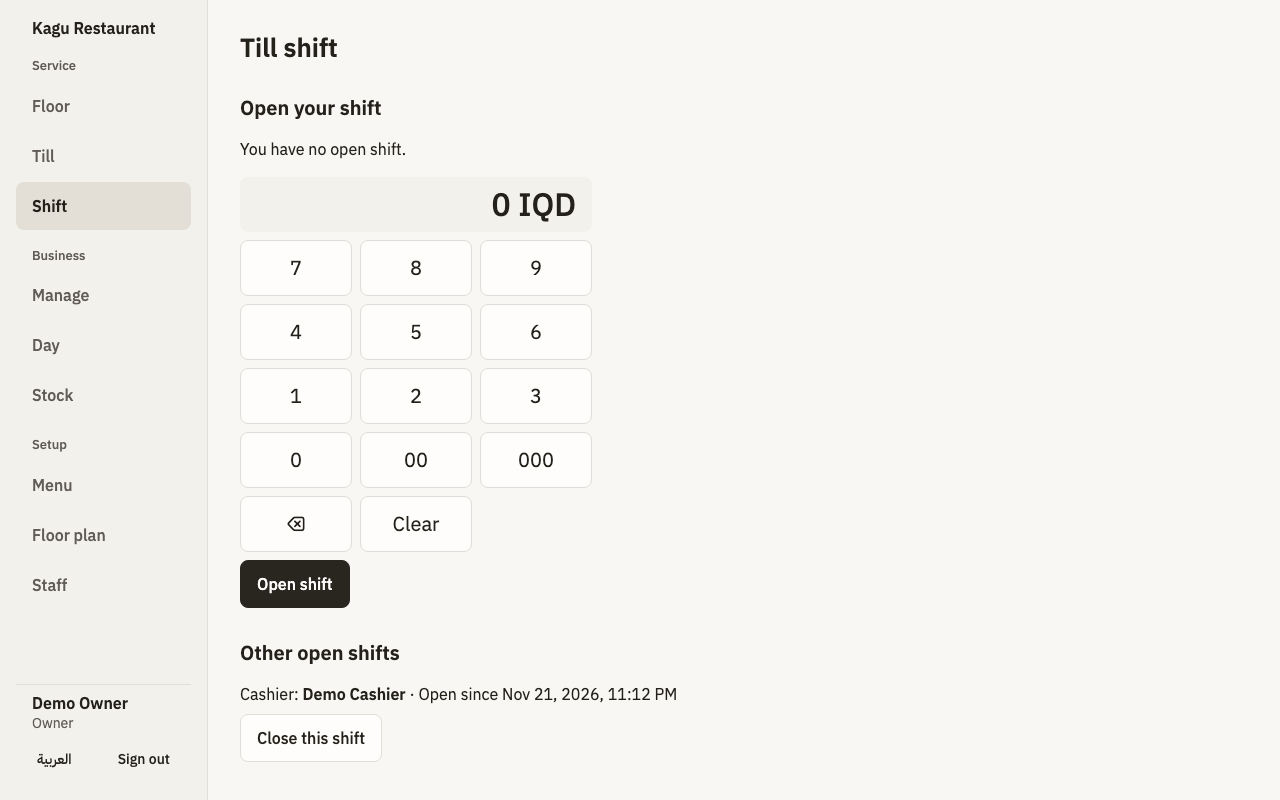 Kagu Restaurant
Service
Floor
Till
Shift
Business
Manage
Day
Stock
Setup
Menu
Floor plan
Staff
Demo Owner
Owner
العربية
Sign out
Till shift
Open your shift
You have no open shift.
0 IQD
7 8 9
4 5 6
1 2 3
0 00 000
Clear
Open shift
Other open shifts
Cashier: Demo Cashier · Open since Nov 21, 2026, 11:12 PM
Close this shift